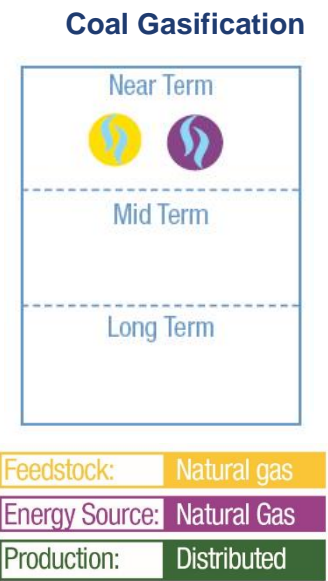 Coal Gasification
Near Term
Mid Term
Long Term
Feedstock: Natural gas
Energy Source: Natural Gas
Production: Distributed